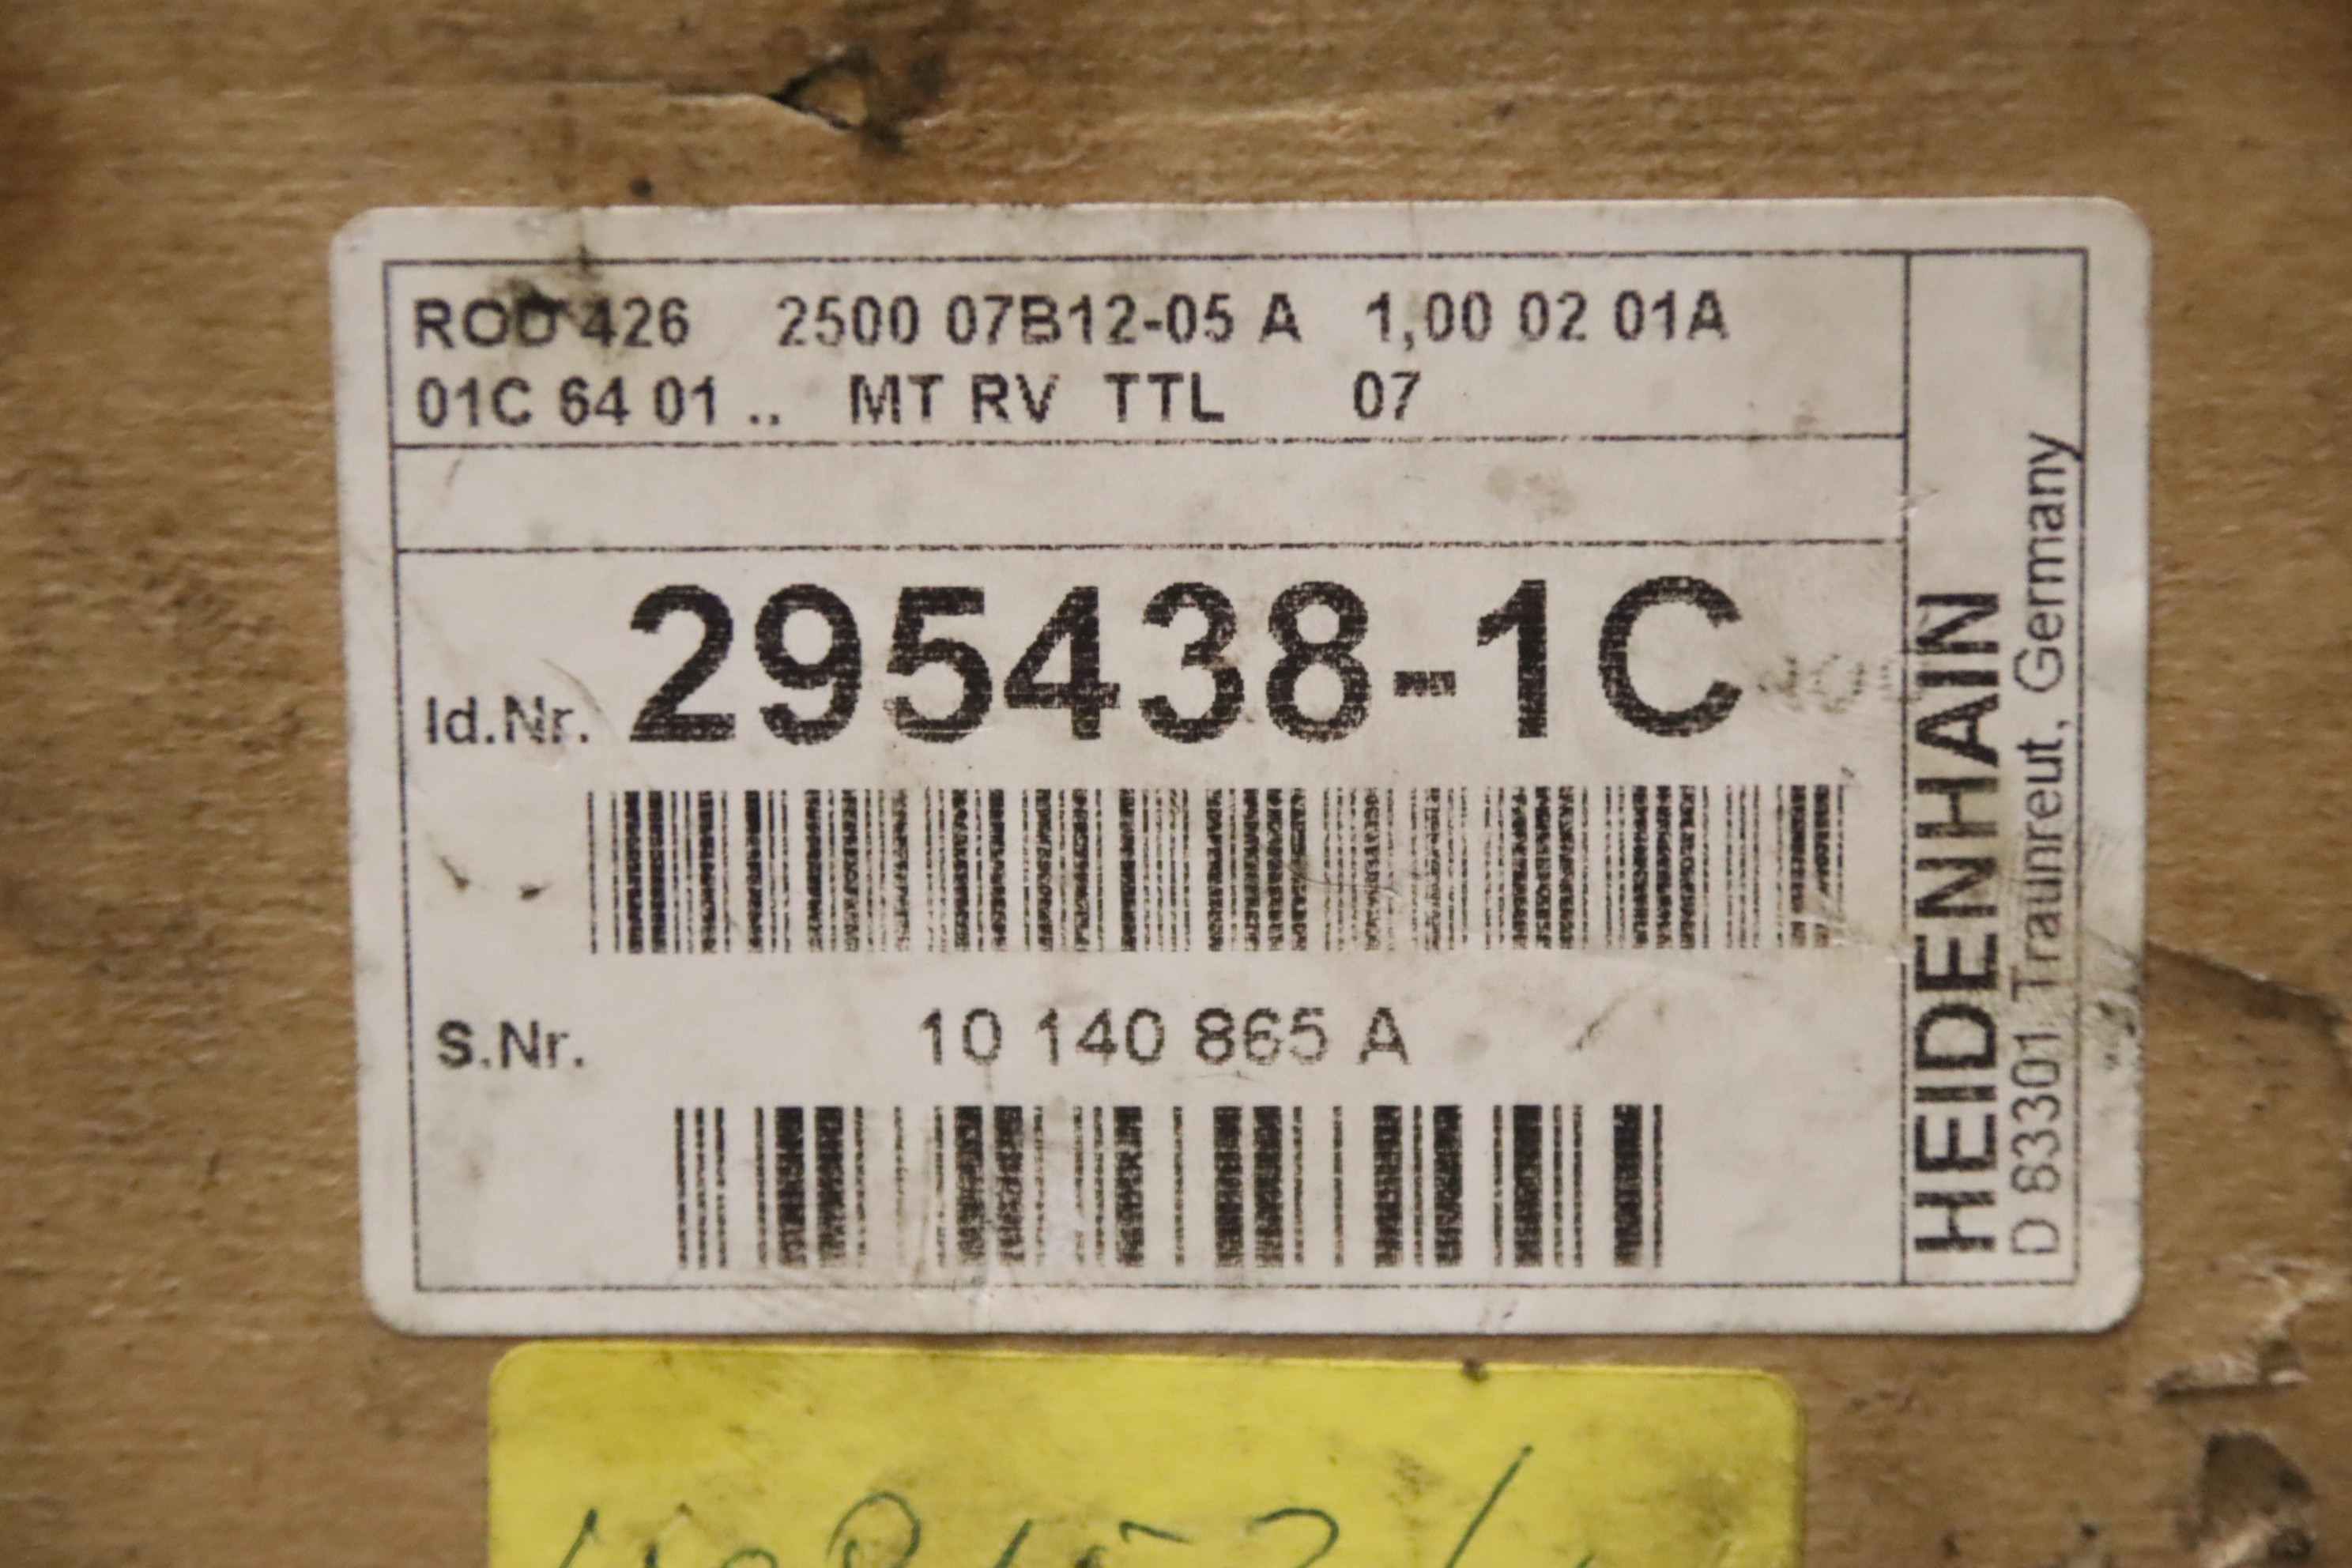 ROD 426 2500 07B12-05 A 1,00 02 01A
01C 64 01 .. MT RV TTL 07
Id.Nr. 295438-1C
S.Nr. 10 140 865 A
HEIDENHAIN
D 83301 Traunreut, Germany